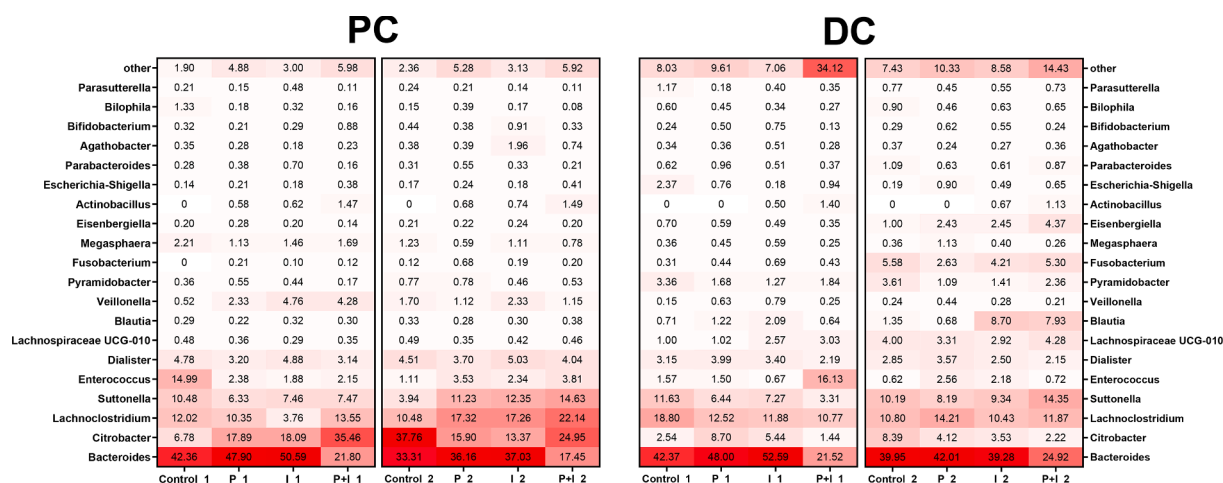 PC DC
other 1.90 4.88 3.00 5.98 2.36 5.28 3.13 5.92 8.03 9.61 7.06 34.12 7.43 10.33 8.58 14.43 other
Parasutterella 0.21 0.15 0.48 0.11 0.24 0.21 0.14 0.11 1.17 0.18 0.40 0.35 0.77 0.45 0.55 0.73 Parasutterella
Bilophila 1.33 0.18 0.32 0.16 0.15 0.39 0.17 0.08 0.60 0.45 0.34 0.27 0.90 0.46 0.63 0.65 Bilophila
Bifidobacterium 0.32 0.21 0.29 0.88 0.44 0.38 0.91 0.33 0.24 0.50 0.75 0.13 0.29 0.62 0.55 0.24 Bifidobacterium
Agathobacter 0.35 0.28 0.18 0.23 0.38 0.39 1.96 0.74 0.34 0.36 0.51 0.28 0.37 0.24 0.27 0.36 Agathobacter
Parabacteroides 0.28 0.38 0.70 0.16 0.31 0.55 0.33 0.21 0.62 0.96 0.51 0.37 1.09 0.63 0.61 0.87 Parabacteroides
Escherichia-Shigella 0.14 0.21 0.18 0.38 0.17 0.24 0.18 0.41 2.37 0.76 0.18 0.94 0.19 0.90 0.49 0.65 Escherichia-Shigella
Actinobacillus 0 0.58 0.62 1.47 0 0.68 0.74 1.49 0 0 0.50 1.40 0 0 0.67 1.13 Actinobacillus
Eisenbergiella 0.20 0.28 0.20 0.14 0.21 0.22 0.24 0.20 0.70 0.59 0.49 0.35 1.00 2.43 2.45 4.37 Eisenbergiella
Megasphaera 2.21 1.13 1.46 1.69 1.23 0.59 1.11 0.78 0.36 0.45 0.59 0.25 0.36 1.13 0.40 0.26 Megasphaera
Fusobacterium 0 0.21 0.10 0.12 0.12 0.68 0.19 0.20 0.31 0.44 0.69 0.43 5.58 2.63 4.21 5.30 Fusobacterium
Pyramidobacter 0.36 0.55 0.44 0.17 0.77 0.78 0.46 0.53 3.36 1.68 1.27 1.84 3.61 1.09 1.41 2.36 Pyramidobacter
Veillonella 0.52 2.33 4.76 4.28 1.70 1.12 2.33 1.15 0.15 0.63 0.79 0.25 0.24 0.44 0.28 0.21 Veillonella
Blautia 0.29 0.22 0.32 0.30 0.33 0.28 0.30 0.38 0.71 1.22 2.09 0.64 1.35 0.68 8.70 7.93 Blautia
Lachnospiraceae UCG-010 0.48 0.36 0.29 0.35 0.49 0.35 0.42 0.46 1.00 1.02 2.57 3.03 4.00 3.31 2.92 4.28 Lachnospiraceae UCG-010
Dialister 4.78 3.20 4.88 3.14 4.51 3.70 5.03 4.04 3.15 3.99 3.40 2.19 2.85 3.57 2.50 2.15 Dialister
Enterococcus 14.99 2.38 1.88 2.15 1.11 3.53 2.34 3.81 1.57 1.50 0.67 16.13 0.62 2.56 2.18 0.72 Enterococcus
Suttonella 10.48 6.33 7.46 7.47 3.94 11.23 12.35 14.63 11.63 6.44 7.27 3.31 10.19 8.19 9.34 14.35 Suttonella
Lachnoclostridium 12.02 10.35 3.76 13.55 10.48 17.32 17.26 22.14 18.80 12.52 11.88 10.77 10.80 14.21 10.43 11.87 Lachnoclostridium
Citrobacter 6.78 17.89 18.09 35.46 37.76 15.90 13.37 24.95 2.54 8.70 5.44 1.44 8.39 4.12 3.53 2.22 Citrobacter
Bacteroides 42.36 47.90 50.59 21.80 33.31 36.16 37.03 17.45 42.37 48.00 52.59 21.52 39.95 42.01 39.28 24.92 Bacteroides
Control_1 P_1 I_1 P+I_1 Control_2 P_2 I_2 P+I_2 Control_1 P_1 I_1 P+I_1 Control_2 P_2 I_2 P+I_2